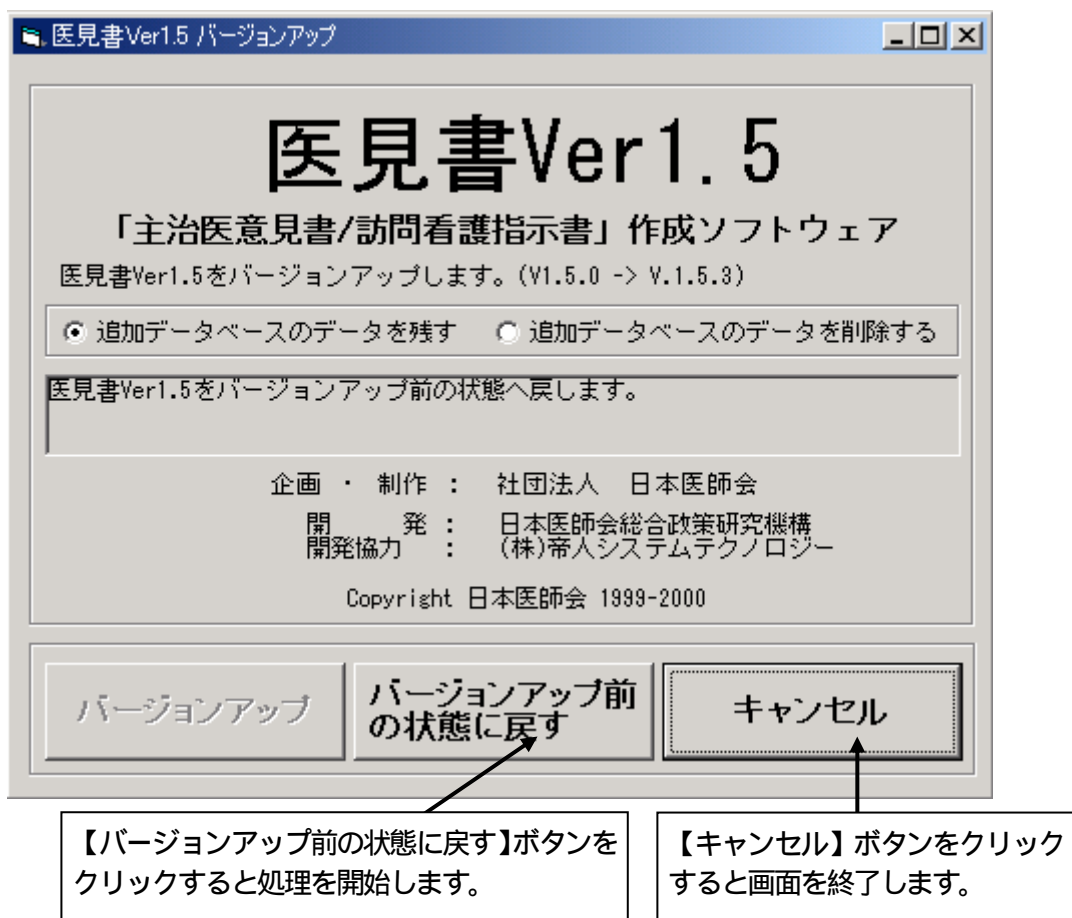 医見書Ver1.5 バージョンアップ
医見書Ver1.5
「主治医意見書/訪問看護指示書」作成ソフトウェア
医見書Ver1.5をバージョンアップします。(V1.5.0 -> V.1.5.3)
追加データベースのデータを残す 追加データベースのデータを削除する
医見書Ver1.5をバージョンアップ前の状態へ戻します。
企画 ・ 制作 : 社団法人 日本医師会
開 発 : 日本医師会総合政策研究機構
開発協力 : (株)帝人システムテクノロジー
Copyright 日本医師会 1999-2000
バージョンアップ
バージョンアップ前
の状態に戻す
キャンセル
【バージョンアップ前の状態に戻す】ボタンを
クリックすると処理を開始します。
【キャンセル】ボタンをクリック
すると画面を終了します。